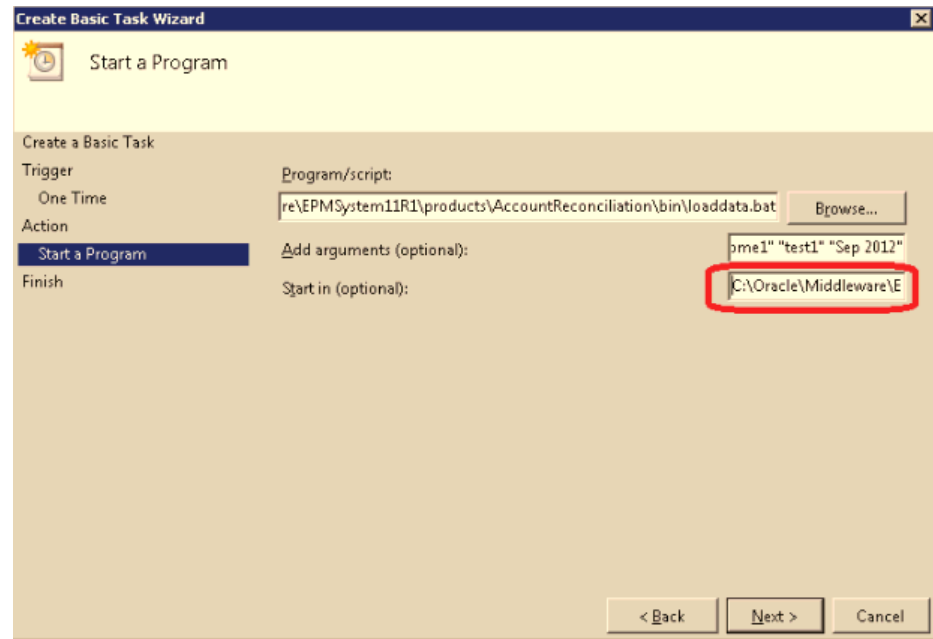 Create Basic Task Wizard
Start a Program
Create a Basic Task
Trigger
One Time
Action
Start a Program
Finish
Program/script:
re\EPMSystem11R1\products\AccountReconciliation\bin\loaddata.bat
Browse...
Add arguments (optional):
ome1" "test1" "Sep 2012"
Start in (optional):
C:\Oracle\Middleware\E
< Back
Next >
Cancel